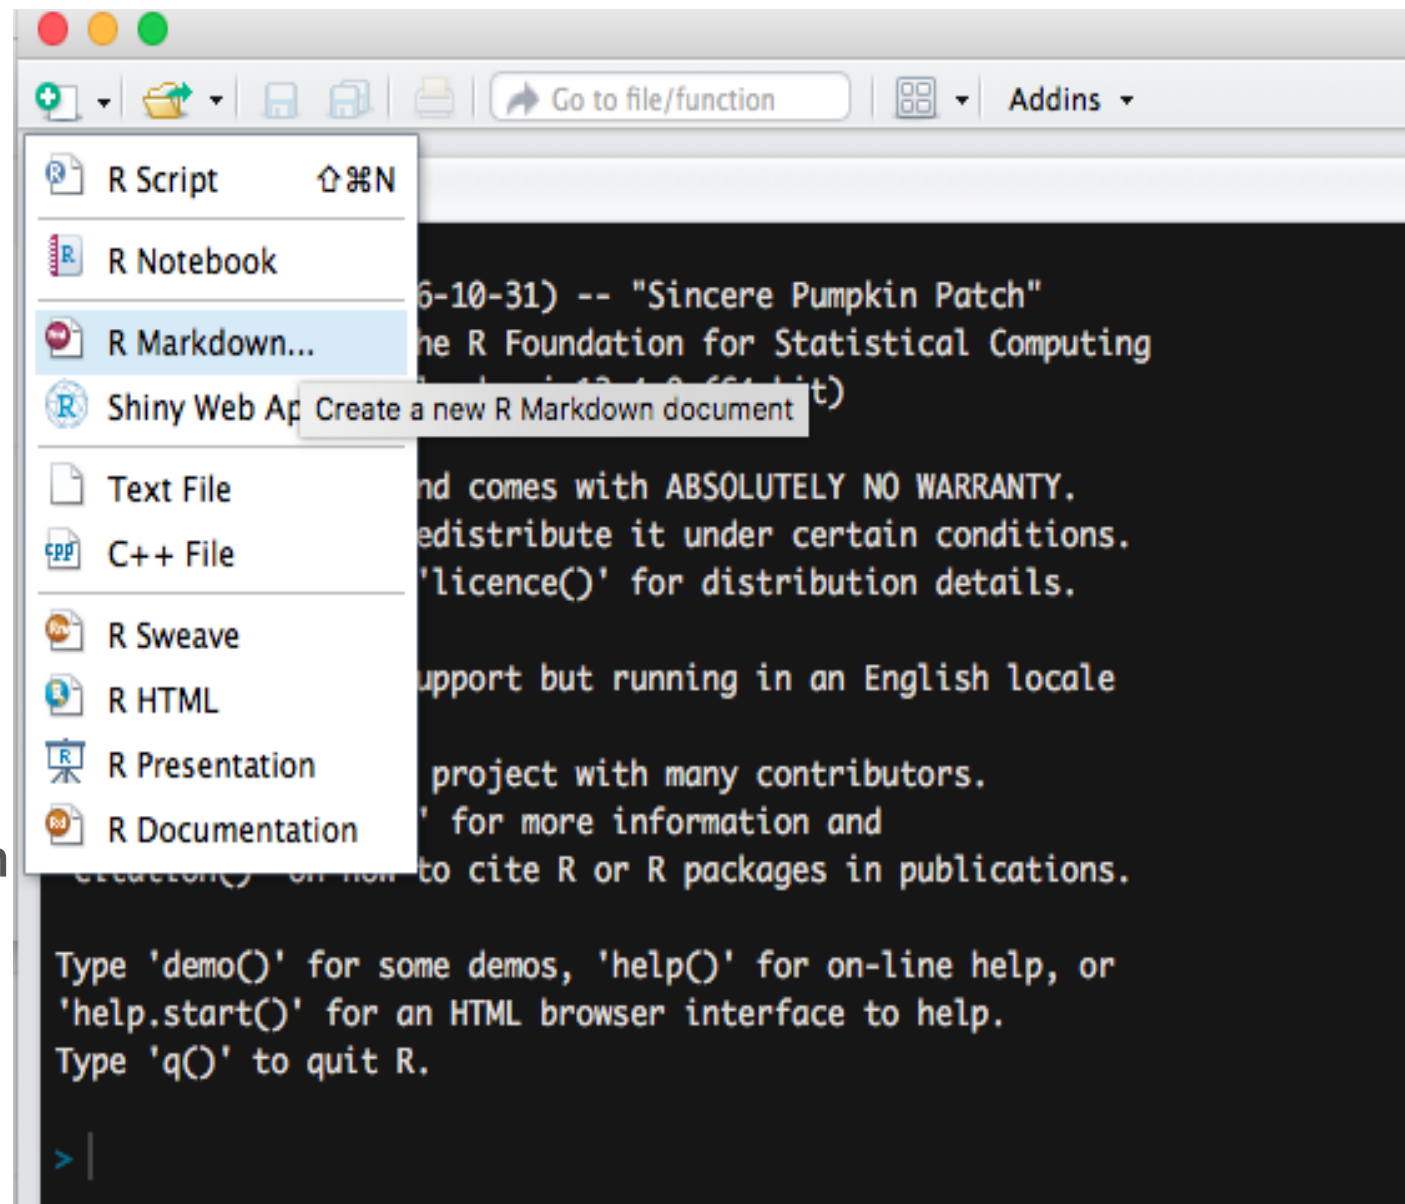 Go to file/function
Addins
R Script ⇧⌘N
R Notebook
R Markdown...
Shiny Web Ap
Create a new R Markdown document
Text File
C++ File
R Sweave
R HTML
R Presentation
R Documentation
6-10-31) -- "Sincere Pumpkin Patch"
he R Foundation for Statistical Computing
t)
nd comes with ABSOLUTELY NO WARRANTY.
edistribute it under certain conditions.
'licence()' for distribution details.
upport but running in an English locale
project with many contributors.
' for more information and
to cite R or R packages in publications.
Type 'demo()' for some demos, 'help()' for on-line help, or
'help.start()' for an HTML browser interface to help.
Type 'q()' to quit R.
>